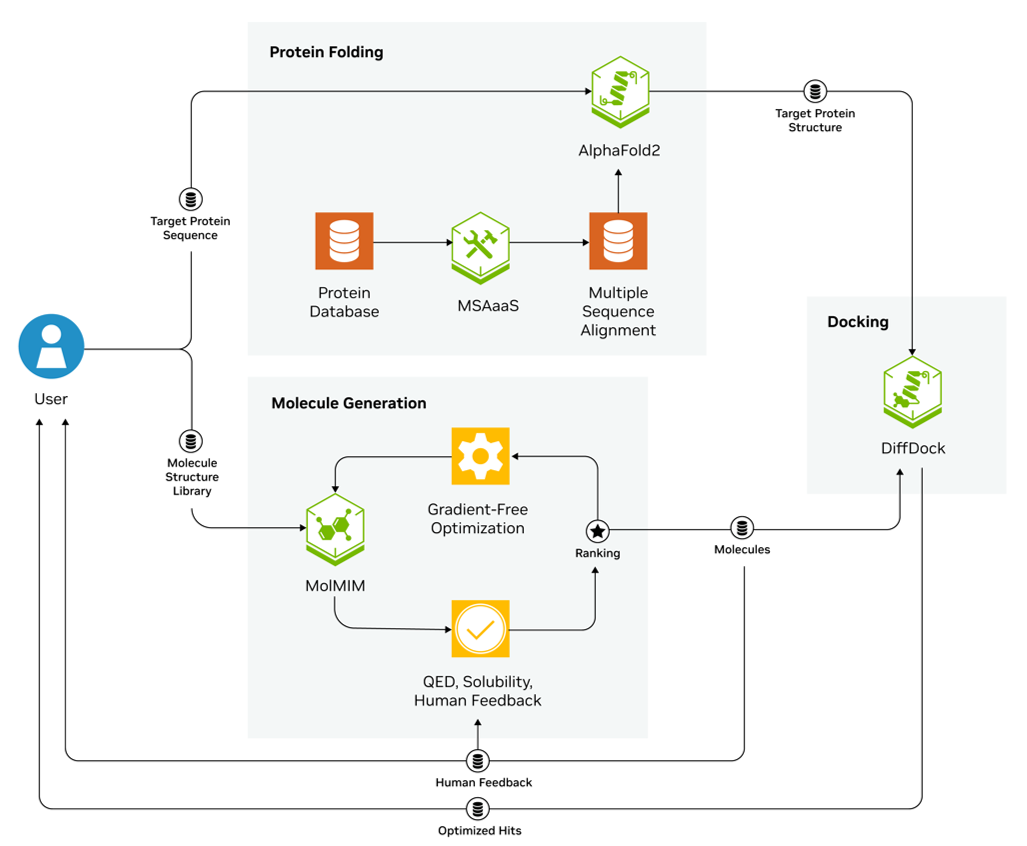 Protein Folding
AlphaFold2
Target Protein
Structure
Target Protein
Sequence
Protein
Database
MSAaaS
Multiple
Sequence
Alignment
Docking
DiffDock
User
Molecule Generation
Molecule
Structure
Library
Gradient-Free
Optimization
MolMIM
Ranking
Molecules
QED, Solubility,
Human Feedback
Human Feedback
Optimized Hits